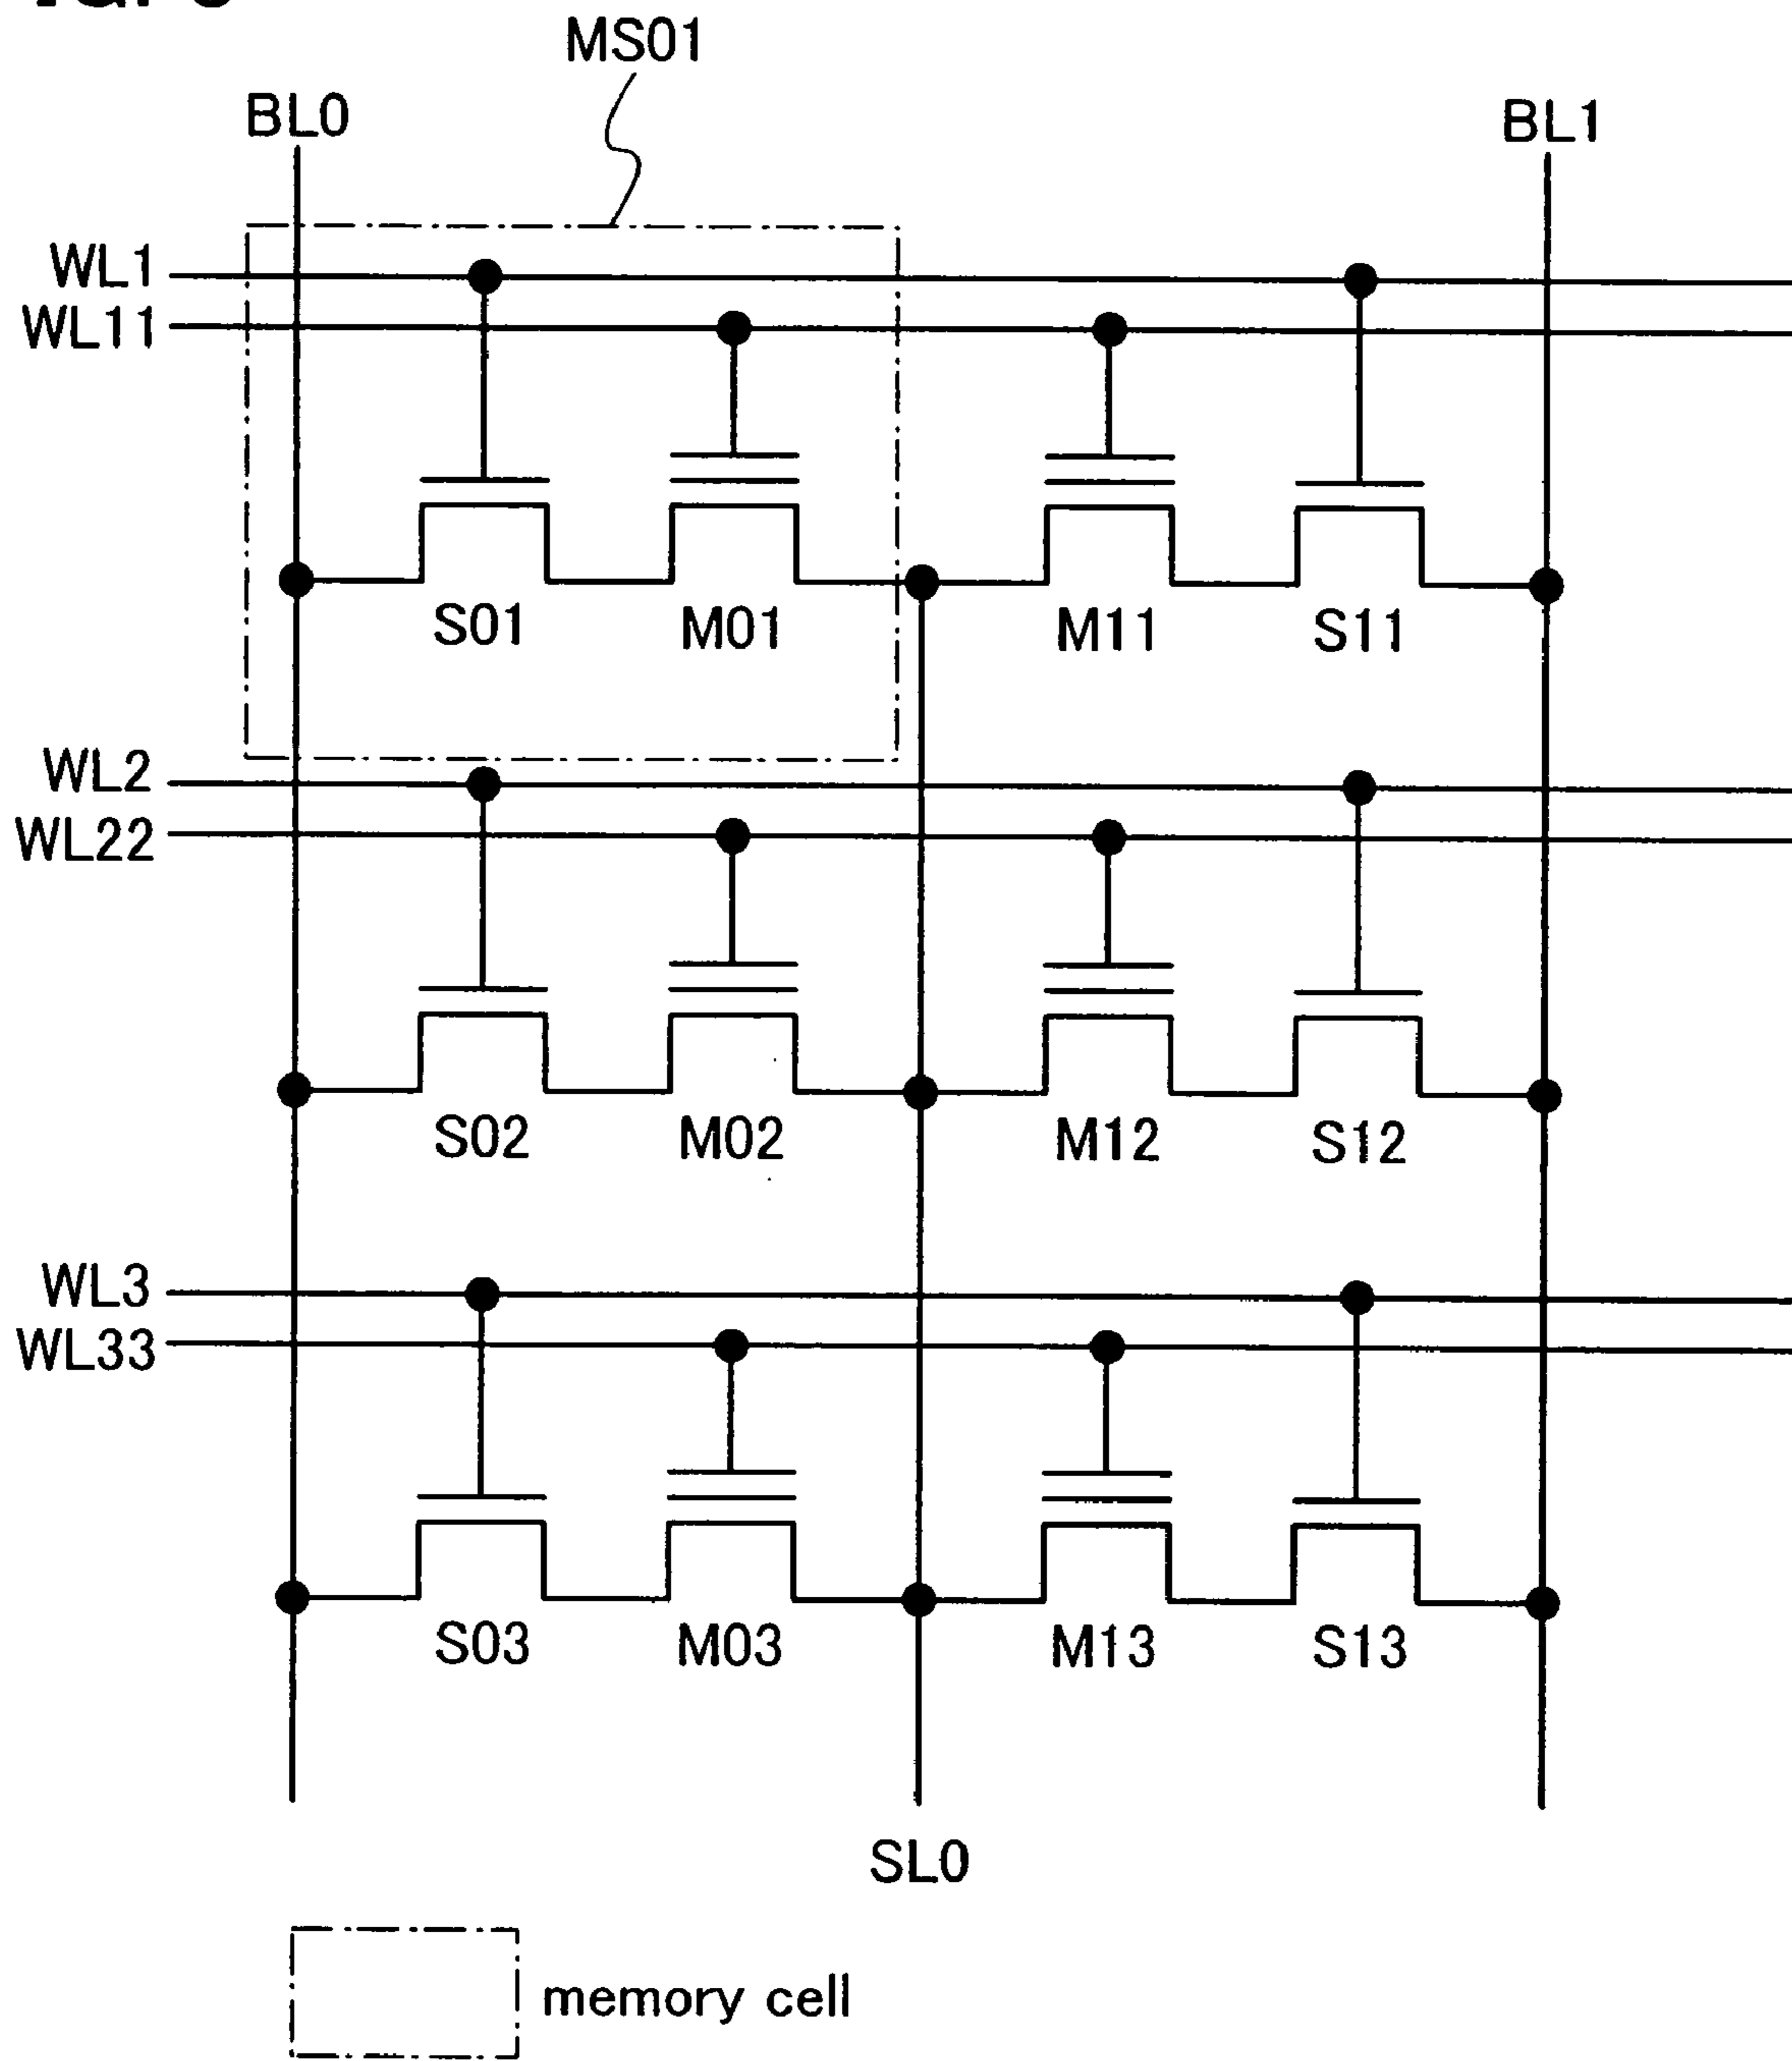 MS01
BL0 BL1
WL1
WL11
S01 M01 M11 S11
WL2
WL22
S02 M02 M12 S12
WL3
WL33
S03 M03 M13 S13
SL0
memory cell